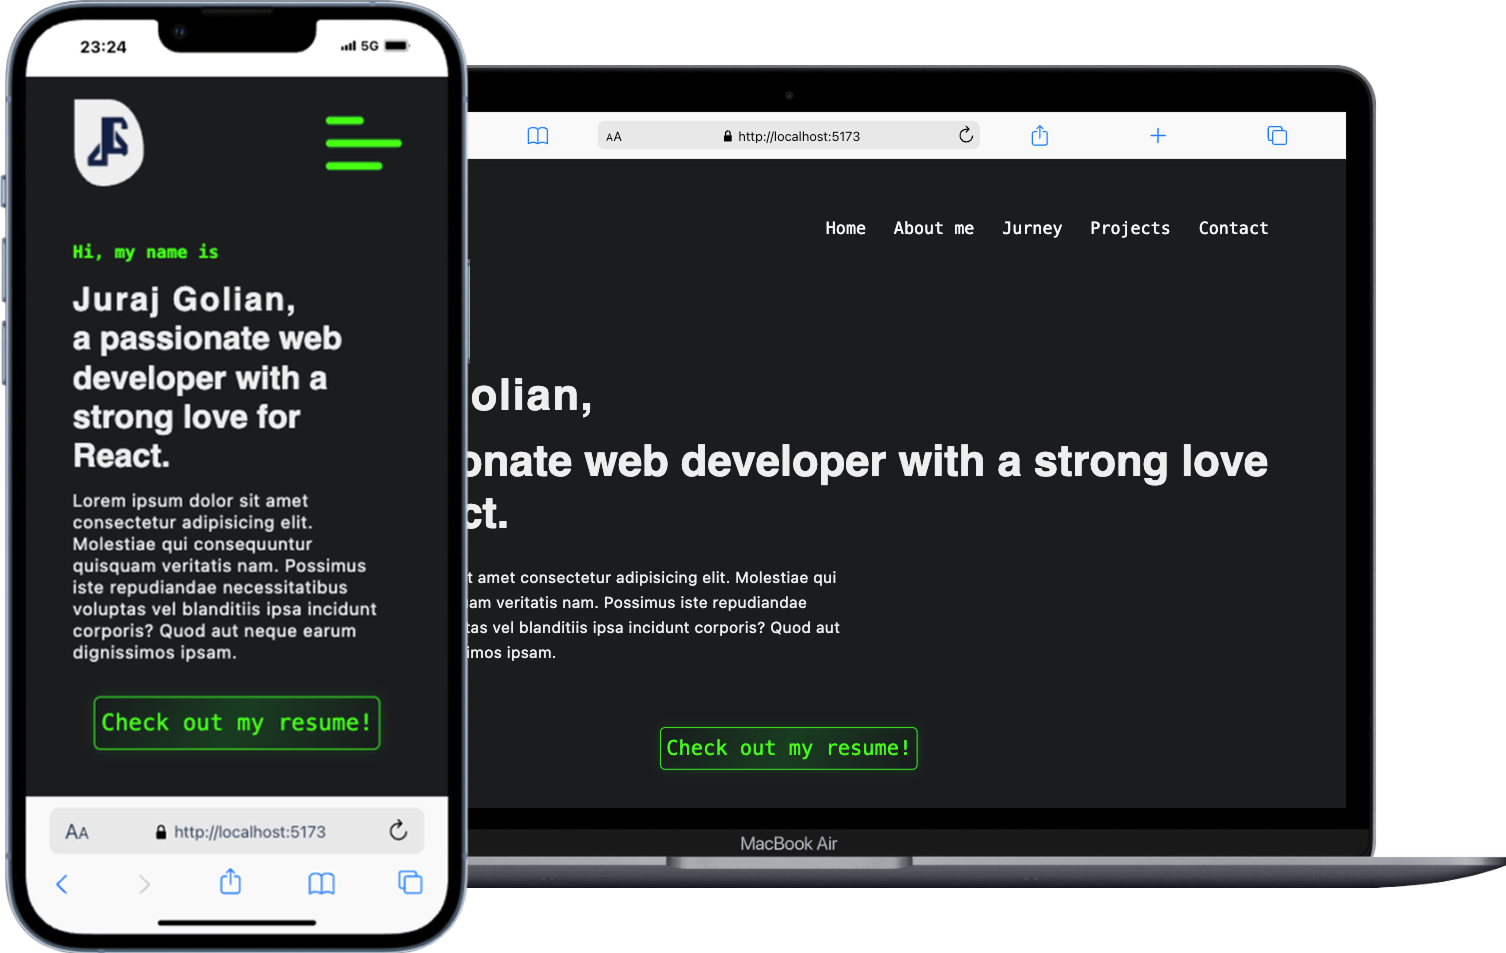 23:24
5G
Hi, my name is
Juraj Golian,
a passionate web
developer with a
strong love for
React.
Lorem ipsum dolor sit amet
consectetur adipisicing elit.
Molestiae qui consequuntur
quisquam veritatis nam. Possimus
iste repudiandae necessitatibus
voluptas vel blanditiis ipsa incidunt
corporis? Quod aut neque earum
dignissimos ipsam.
Check out my resume!
AA http://localhost:5173
AA http://localhost:5173
Home About me Jurney Projects Contact
olian,
onate web developer with a strong love
ct.
t amet consectetur adipisicing elit. Molestiae qui
am veritatis nam. Possimus iste repudiandae
tas vel blanditiis ipsa incidunt corporis? Quod aut
imos ipsam.
Check out my resume!
MacBook Air